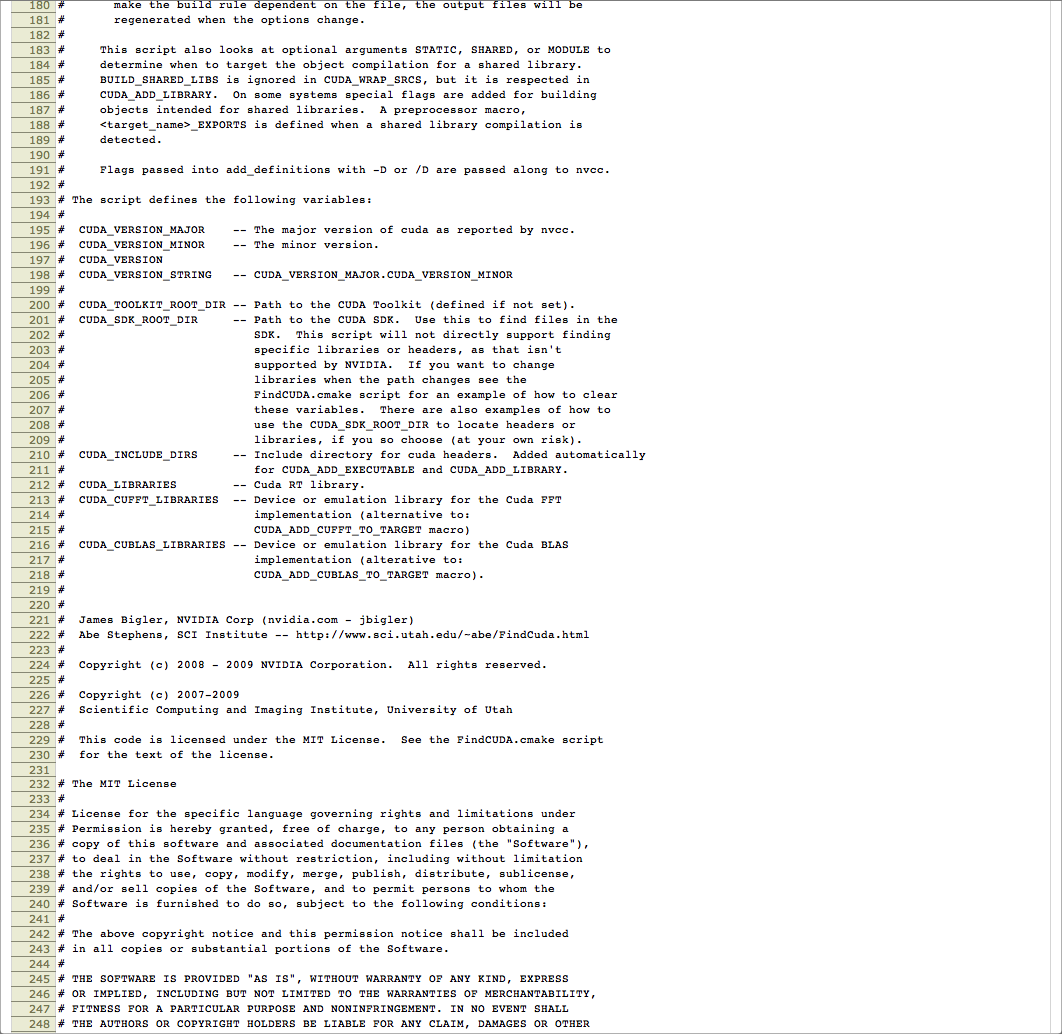 180 #       make the build rule dependent on the file, the output files will be
181 #       regenerated when the options change.
182 #
183 #     This script also looks at optional arguments STATIC, SHARED, or MODULE to
184 #     determine when to target the object compilation for a shared library.
185 #     BUILD_SHARED_LIBS is ignored in CUDA_WRAP_SRCS, but it is respected in
186 #     CUDA_ADD_LIBRARY.  On some systems special flags are added for building
187 #     objects intended for shared libraries.  A preprocessor macro,
188 #     <target_name>_EXPORTS is defined when a shared library compilation is
189 #     detected.
190 #
191 #     Flags passed into add_definitions with -D or /D are passed along to nvcc.
192 #
193 # The script defines the following variables:
194 #
195 #  CUDA_VERSION_MAJOR    -- The major version of cuda as reported by nvcc.
196 #  CUDA_VERSION_MINOR    -- The minor version.
197 #  CUDA_VERSION
198 #  CUDA_VERSION_STRING   -- CUDA_VERSION_MAJOR.CUDA_VERSION_MINOR
199 #
200 #  CUDA_TOOLKIT_ROOT_DIR -- Path to the CUDA Toolkit (defined if not set).
201 #  CUDA_SDK_ROOT_DIR     -- Path to the CUDA SDK.  Use this to find files in the
202 #                           SDK.  This script will not directly support finding
203 #                           specific libraries or headers, as that isn't
204 #                           supported by NVIDIA.  If you want to change
205 #                           libraries when the path changes see the
206 #                           FindCUDA.cmake script for an example of how to clear
207 #                           these variables.  There are also examples of how to
208 #                           use the CUDA_SDK_ROOT_DIR to locate headers or
209 #                           libraries, if you so choose (at your own risk).
210 #  CUDA_INCLUDE_DIRS     -- Include directory for cuda headers.  Added automatically
211 #                           for CUDA_ADD_EXECUTABLE and CUDA_ADD_LIBRARY.
212 #  CUDA_LIBRARIES        -- Cuda RT library.
213 #  CUDA_CUFFT_LIBRARIES  -- Device or emulation library for the Cuda FFT
214 #                           implementation (alternative to:
215 #                           CUDA_ADD_CUFFT_TO_TARGET macro)
216 #  CUDA_CUBLAS_LIBRARIES -- Device or emulation library for the Cuda BLAS
217 #                           implementation (alterative to:
218 #                           CUDA_ADD_CUBLAS_TO_TARGET macro).
219 #
220 #
221 #  James Bigler, NVIDIA Corp (nvidia.com - jbigler)
222 #  Abe Stephens, SCI Institute -- http://www.sci.utah.edu/~abe/FindCuda.html
223 #
224 #  Copyright (c) 2008 - 2009 NVIDIA Corporation.  All rights reserved.
225 #
226 #  Copyright (c) 2007-2009
227 #  Scientific Computing and Imaging Institute, University of Utah
228 #
229 #  This code is licensed under the MIT License.  See the FindCUDA.cmake script
230 #  for the text of the license.
231
232 # The MIT License
233 #
234 # License for the specific language governing rights and limitations under
235 # Permission is hereby granted, free of charge, to any person obtaining a
236 # copy of this software and associated documentation files (the "Software"),
237 # to deal in the Software without restriction, including without limitation
238 # the rights to use, copy, modify, merge, publish, distribute, sublicense,
239 # and/or sell copies of the Software, and to permit persons to whom the
240 # Software is furnished to do so, subject to the following conditions:
241 #
242 # The above copyright notice and this permission notice shall be included
243 # in all copies or substantial portions of the Software.
244 #
245 # THE SOFTWARE IS PROVIDED "AS IS", WITHOUT WARRANTY OF ANY KIND, EXPRESS
246 # OR IMPLIED, INCLUDING BUT NOT LIMITED TO THE WARRANTIES OF MERCHANTABILITY,
247 # FITNESS FOR A PARTICULAR PURPOSE AND NONINFRINGEMENT. IN NO EVENT SHALL
248 # THE AUTHORS OR COPYRIGHT HOLDERS BE LIABLE FOR ANY CLAIM, DAMAGES OR OTHER